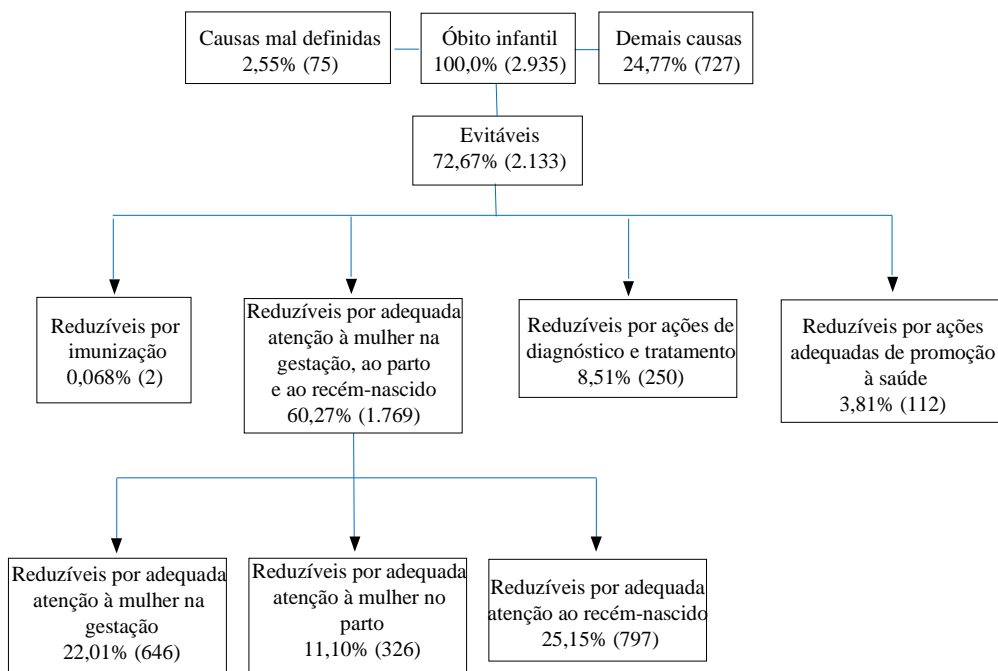 Causas mal definidas
2,55% (75)
Óbito infantil
100,0% (2.935)
Demais causas
24,77% (727)
Evitáveis
72,67% (2.133)
Reduzíveis por
imunização
0,068% (2)
Reduzíveis por adequada
atenção à mulher na
gestação, ao parto
e ao recém-nascido
60,27% (1.769)
Reduzíveis por ações de
diagnóstico e tratamento
8,51% (250)
Reduzíveis por ações
adequadas de promoção
à saúde
3,81% (112)
Reduzíveis por adequada
atenção à mulher na
gestação
22,01% (646)
Reduzíveis por adequada
atenção à mulher no
parto
11,10% (326)
Reduzíveis por adequada
atenção ao recém-nascido
25,15% (797)